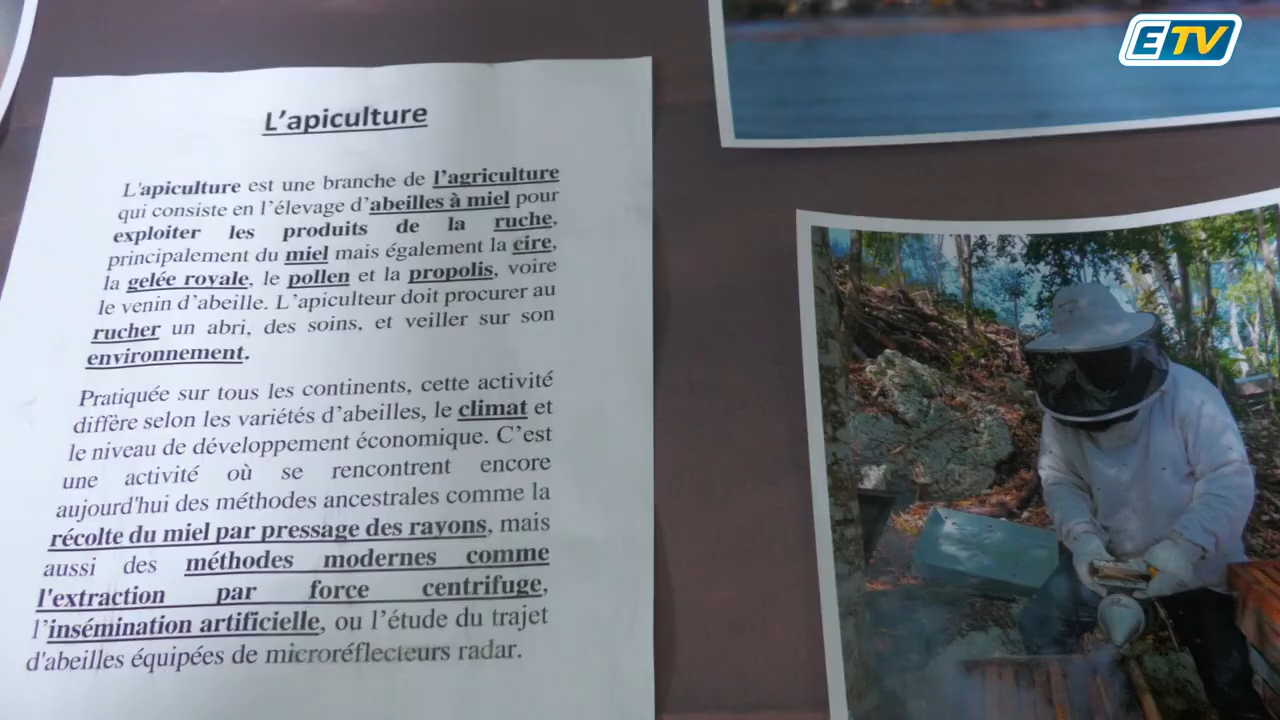 L'apiculture
L'apiculture est une branche de l'agriculture
qui consiste en l'élevage d'abeilles à miel pour
exploiter les produits de la ruche,
principalement du miel mais également la cire,
la gelée royale, le pollen et la propolis, voire
le venin d'abeille. L'apiculteur doit procurer au
rucher un abri, des soins, et veiller sur son
environnement.
Pratiquée sur tous les continents, cette activité
diffère selon les variétés d'abeilles, le climat et
le niveau de développement économique. C'est
une activité où se rencontrent encore
aujourd'hui des méthodes ancestrales comme la
récolte du miel par pressage des rayons, mais
aussi des méthodes modernes comme
l'extraction par force centrifuge,
l'insémination artificielle, ou l'étude du trajet
d'abeilles équipées de microréflecteurs radar.
ETV